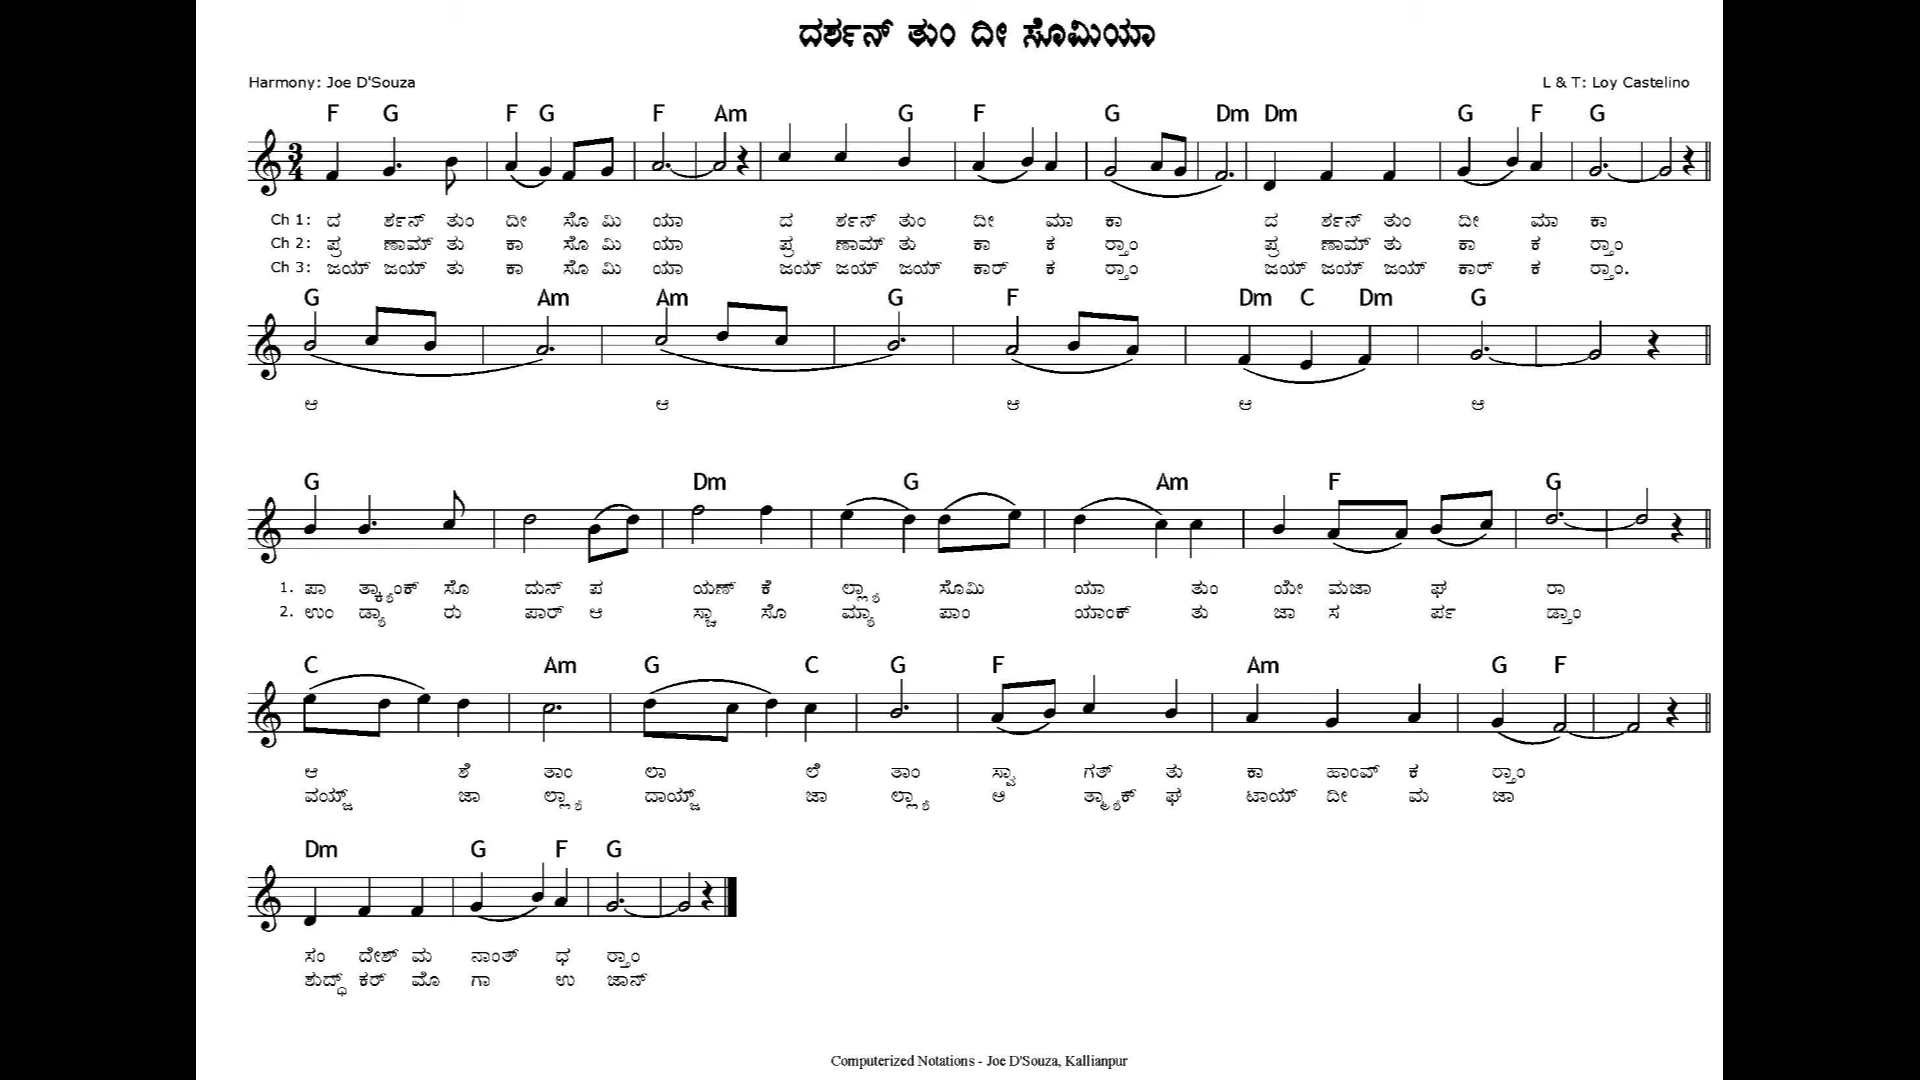 ದರ್ಶನ್ ತುಂ ದೀ ಸೊಮಿಯಾ
Harmony: Joe D'Souza L & T: Loy Castelino
F G F G F Am G F G Dm Dm G F G
3
4
Ch 1: ದ ರ್ಶನ್ ತುಂ ದೀ ಸೊ ಮಿ ಯಾ ದ ರ್ಶನ್ ತುಂ ದೀ ಮಾ ಕಾ ದ ರ್ಶನ್ ತುಂ ದೀ ಮಾ ಕಾ
Ch 2: ಪ್ರ ಣಾಮ್ ತು ಕಾ ಸೊ ಮಿ ಯಾ ಪ್ರ ಣಾಮ್ ತು ಕಾ ಕ ರ‍್ತಾಂ ಪ್ರ ಣಾಮ್ ತು ಕಾ ಕ ರ‍್ತಾಂ
Ch 3: ಜಯ್ ಜಯ್ ತು ಕಾ ಸೊ ಮಿ ಯಾ ಜಯ್ ಜಯ್ ಜಯ್ ಕಾರ್ ಕ ರ‍್ತಾಂ ಜಯ್ ಜಯ್ ಜಯ್ ಕಾರ್ ಕ ರ‍್ತಾಂ.
G Am Am G F Dm C Dm G
ಆ ಆ ಆ ಆ ಆ
G Dm G Am F G
1. ಪಾ ತ್ಕ್ಯಾಂಕ್ ಸೊ ದುನ್ ಪ ಯಣ್ ಕೆ ಲ್ಲ್ಯಾ ಸೊಮಿ ಯಾ ತುಂ ಯೇ ಮಜಾ ಘ ರಾ
2. ಉಂ ಡ್ಯಾ ರು ಪಾರ್ ಆ ಸ್ಚಾ ಸೊ ಮ್ಯಾ ಪಾಂ ಯಾಂಕ್ ತು ಜಾ ಸ ರ್ಪ ಡ್ತಾಂ
C Am G C G F Am G F
ಆ ಶೆ ತಾಂ ಲಾ ಲೆ ತಾಂ ಸ್ವಾ ಗತ್ ತು ಕಾ ಹಾಂವ್ ಕ ರ‍್ತಾಂ
ವಯ್ಜ್ ಜಾ ಲ್ಲ್ಯಾ ದಾಯ್ಜ್ ಜಾ ಲ್ಲ್ಯಾ ಆ ತ್ಮ್ಯಾಕ್ ಘ ಟಾಯ್ ದೀ ಮ ಜಾ
Dm G F G
ಸಂ ದೇಶ್ ಮ ನಾಂತ್ ಧ ರ‍್ತಾಂ
ಶುದ್ಧ್ ಕರ್ ಮೊ ಗಾ ಉ ಜಾನ್
Computerized Notations - Joe D'Souza, Kallianpur